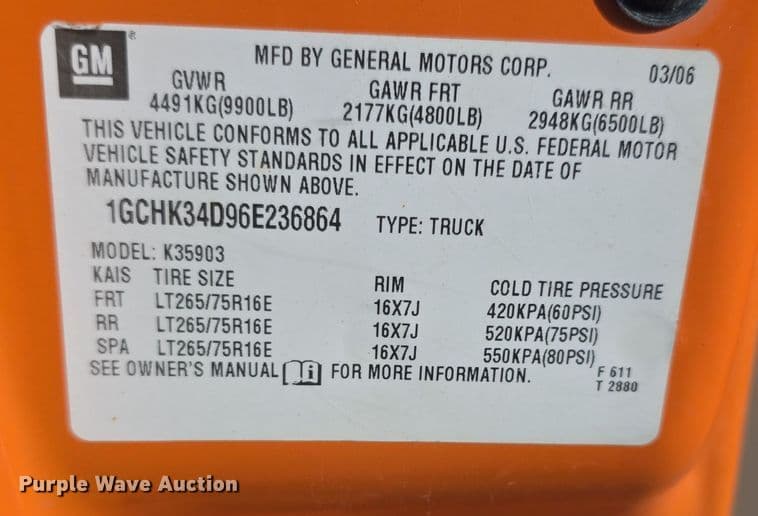 GM
MFD BY GENERAL MOTORS CORP. 03/06
GVWR GAWR FRT GAWR RR
4491KG(9900LB) 2177KG(4800LB) 2948KG(6500LB)
THIS VEHICLE CONFORMS TO ALL APPLICABLE U.S. FEDERAL MOTOR
VEHICLE SAFETY STANDARDS IN EFFECT ON THE DATE OF
MANUFACTURE SHOWN ABOVE.
1GCHK34D96E236864 TYPE: TRUCK
MODEL: K35903
KAIS TIRE SIZE RIM COLD TIRE PRESSURE
FRT LT265/75R16E 16X7J 420KPA(60PSI)
RR LT265/75R16E 16X7J 520KPA(75PSI)
SPA LT265/75R16E 16X7J 550KPA(80PSI)
SEE OWNER'S MANUAL i FOR MORE INFORMATION.
F 611
T 2880
Purple Wave Auction